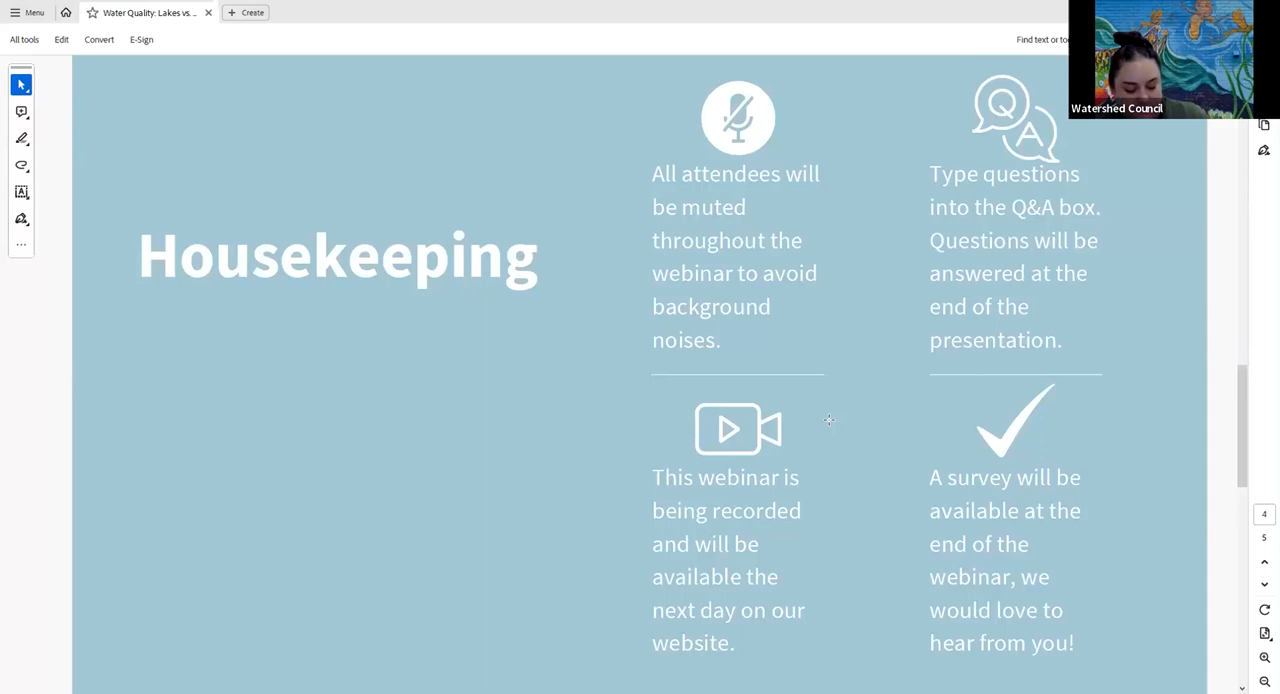 Menu
Water Quality: Lakes vs...
Create
All tools
Edit
Convert
E-Sign
Find text or
Watershed Council
Housekeeping
Q
A
All attendees will
be muted
throughout the
webinar to avoid
background
noises.
Type questions
into the Q&A box.
Questions will be
answered at the
end of the
presentation.
This webinar is
being recorded
and will be
available the
next day on our
website.
A survey will be
available at the
end of the
webinar, we
would love to
hear from you!
4
5